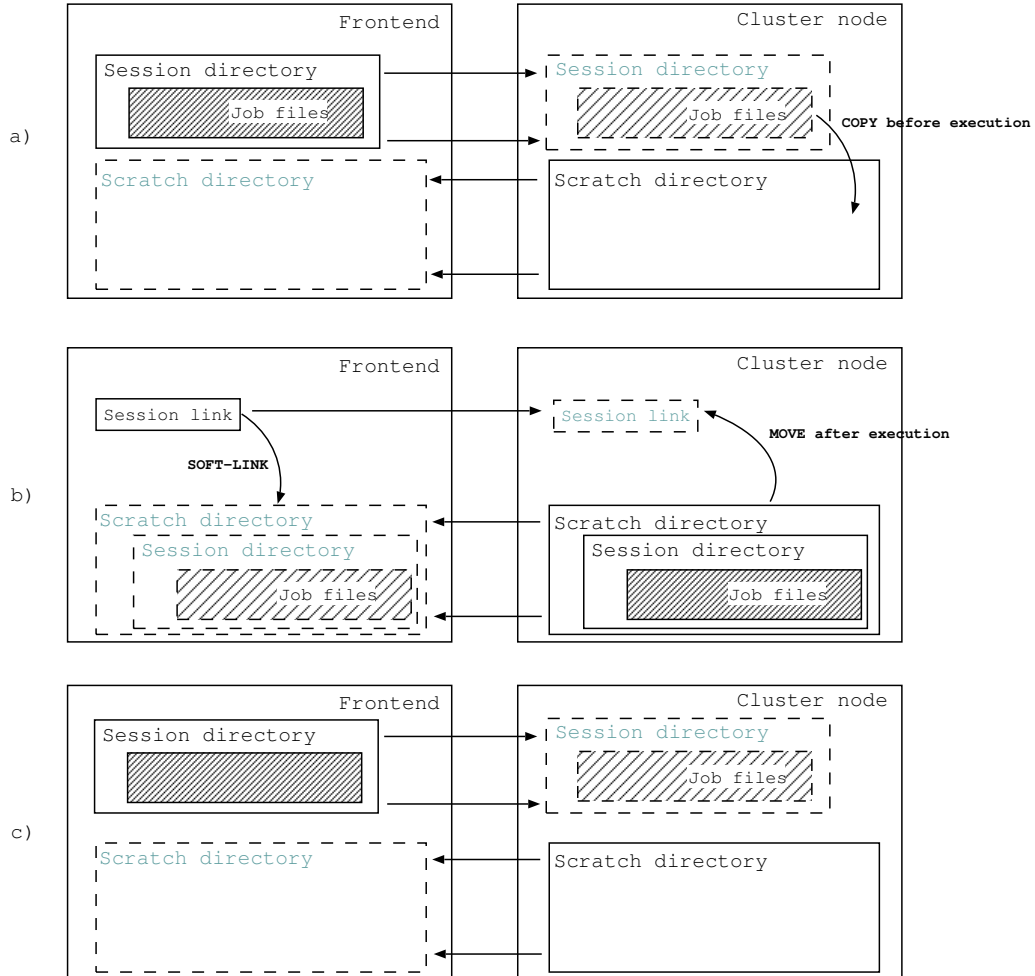 Frontend
Cluster node
Session directory
Session directory
Job files
Job files
COPY before execution
a)
Scratch directory
Scratch directory
Frontend
Cluster node
Session link
Session link
MOVE after execution
SOFT-LINK
b)
Scratch directory
Scratch directory
Session directory
Session directory
Job files
Job files
Frontend
Cluster node
Session directory
Session directory
Job files
c)
Scratch directory
Scratch directory